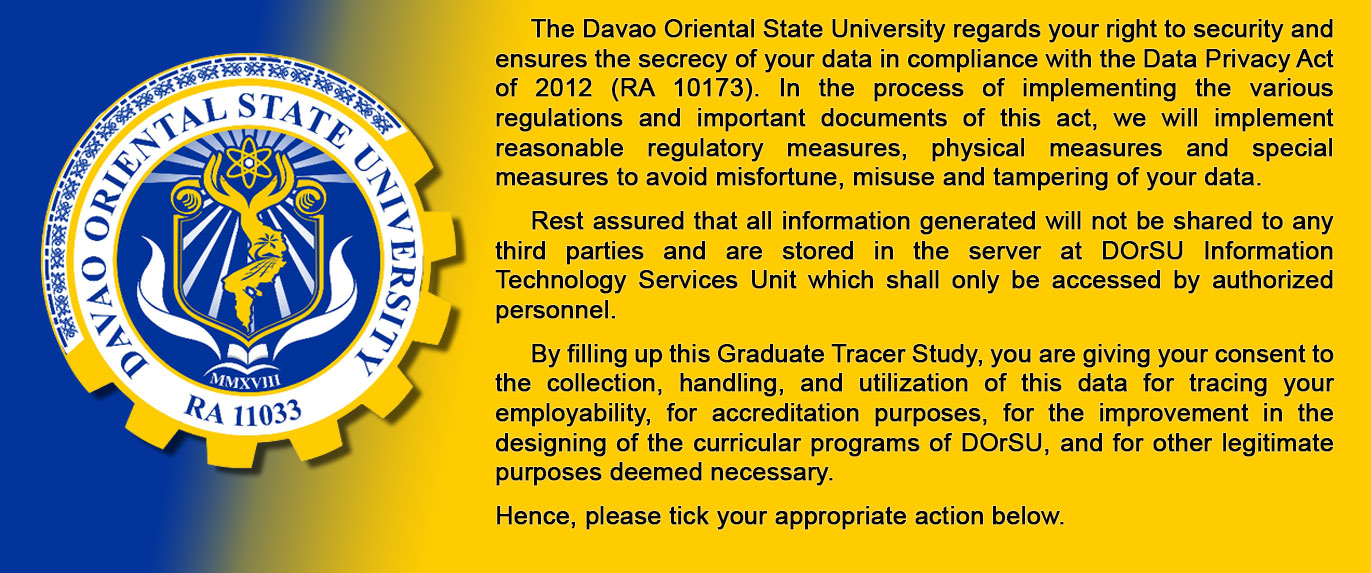 DAVAO ORIENTAL STATE UNIVERSITY
MMXVIII
RA 11033
The Davao Oriental State University regards your right to security and
ensures the secrecy of your data in compliance with the Data Privacy Act
of 2012 (RA 10173). In the process of implementing the various
regulations and important documents of this act, we will implement
reasonable regulatory measures, physical measures and special
measures to avoid misfortune, misuse and tampering of your data.
Rest assured that all information generated will not be shared to any
third parties and are stored in the server at DOrSU Information
Technology Services Unit which shall only be accessed by authorized
personnel.
By filling up this Graduate Tracer Study, you are giving your consent to
the collection, handling, and utilization of this data for tracing your
employability, for accreditation purposes, for the improvement in the
designing of the curricular programs of DOrSU, and for other legitimate
purposes deemed necessary.
Hence, please tick your appropriate action below.